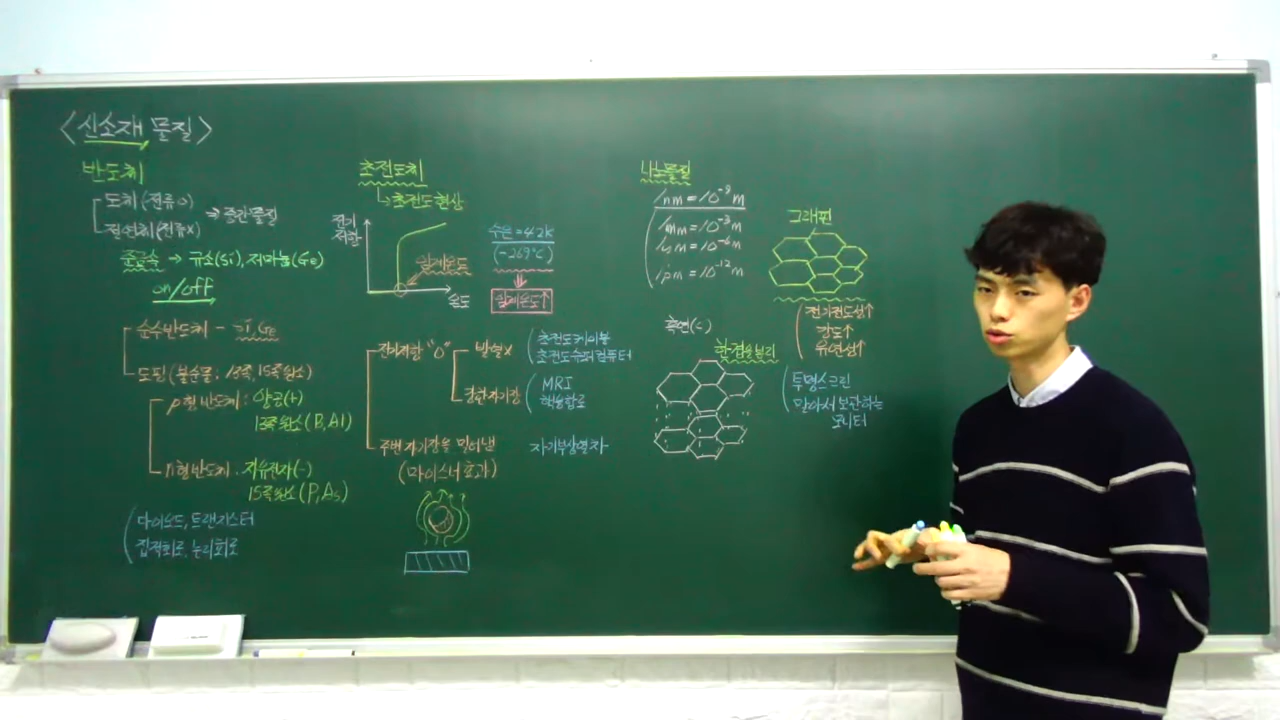 <신소재 물질>
반도체
도체(전류O)
절연체(전류X)
→ 중간물질
준금속 → 규소(Si), 저마늄(Ge)
on/off
순수반도체 - Si, Ge
도핑(불순물: 13족, 15족원소)
p형반도체: 양공(+)
13족원소(B, Al)
n형반도체: 자유전자(-)
15족원소(P, As)
다이오드, 트랜지스터
집적회로, 논리회로
초전도체
→초전도현상
전기
저항
임계온도
온도
수은=4.2K
(-269℃)
임계온도↑
전기저항 "0"
발열X
초전도케이블
초전도슈퍼컴퓨터
강한자기장
MRI
핵융합로
주변 자기장을 밀어냄
자기부상열차
(마이스너효과)
나노물질
1nm=10⁻⁹m
1mm=10⁻³m
1μm=10⁻⁶m
1pm=10⁻¹²m
흑연(C)
한 겹을 분리
그래핀
전기전도성↑
강도↑
유연성↑
투명스크린
말아서 보관하는
모니터